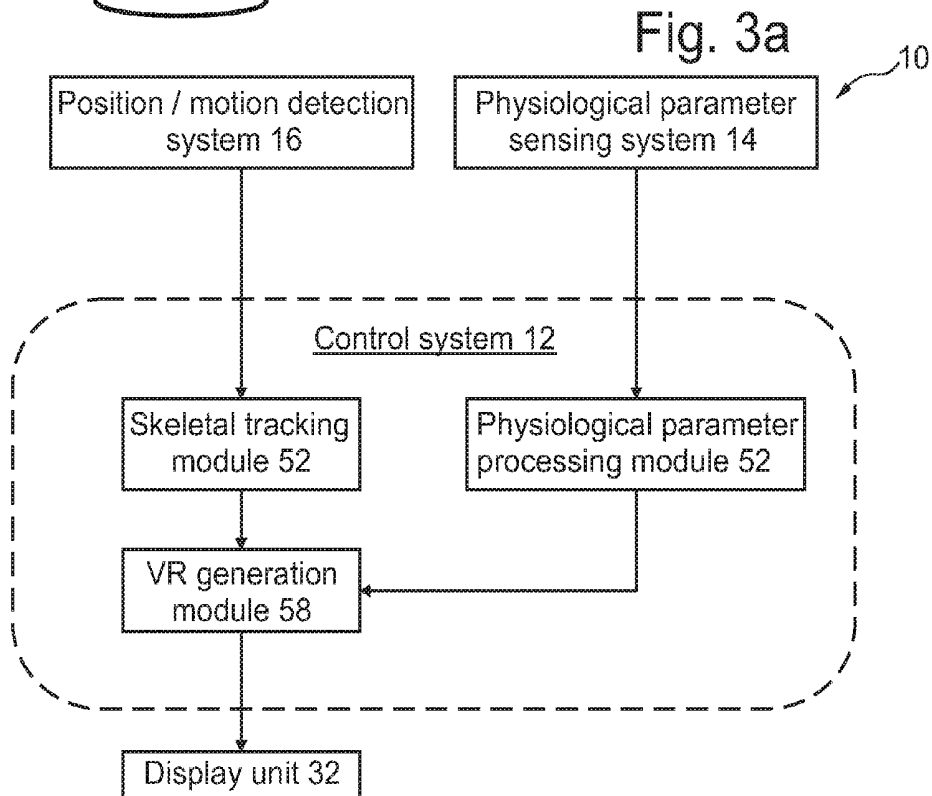 Fig. 3a
10
Position / motion detection
system 16
Physiological parameter
sensing system 14
Control system 12
Skeletal tracking
module 52
Physiological parameter
processing module 52
VR generation
module 58
Display unit 32